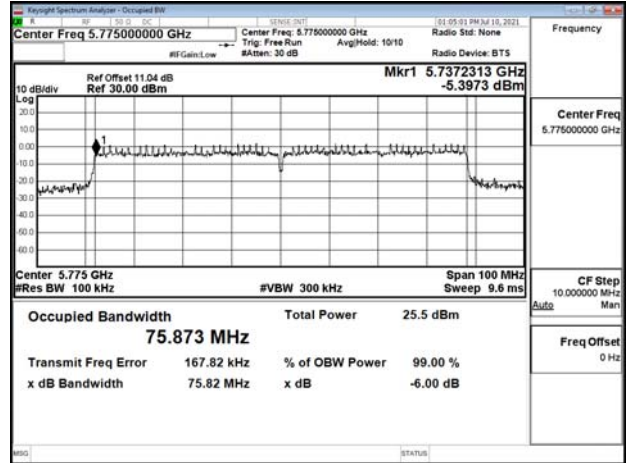 Keysight Spectrum Analyzer - Occupied BW
R RF 50 Ω DC SENSE:INT 01:05:01 PM Jul 10, 2021
Center Freq 5.775000000 GHz
Center Freq: 5.775000000 GHz
Radio Std: None
Trig: Free Run Avg|Hold: 10/10
#IFGain:Low #Atten: 30 dB Radio Device: BTS
Frequency
Ref Offset 11.04 dB
Mkr1 5.7372313 GHz
10 dB/div Ref 30.00 dBm -5.3973 dBm
Log
20.0
10.0
0.00
-10.0
-20.0
-30.0
-40.0
-50.0
-60.0
1
Center 5.775 GHz Span 100 MHz
#Res BW 100 kHz #VBW 300 kHz Sweep 9.6 ms
Occupied Bandwidth Total Power 25.5 dBm
75.873 MHz
Transmit Freq Error 167.82 kHz % of OBW Power 99.00 %
x dB Bandwidth 75.82 MHz x dB -6.00 dB
Center Freq
5.775000000 GHz
CF Step
10.000000 MHz
Auto Man
Freq Offset
0 Hz
MSG STATUS